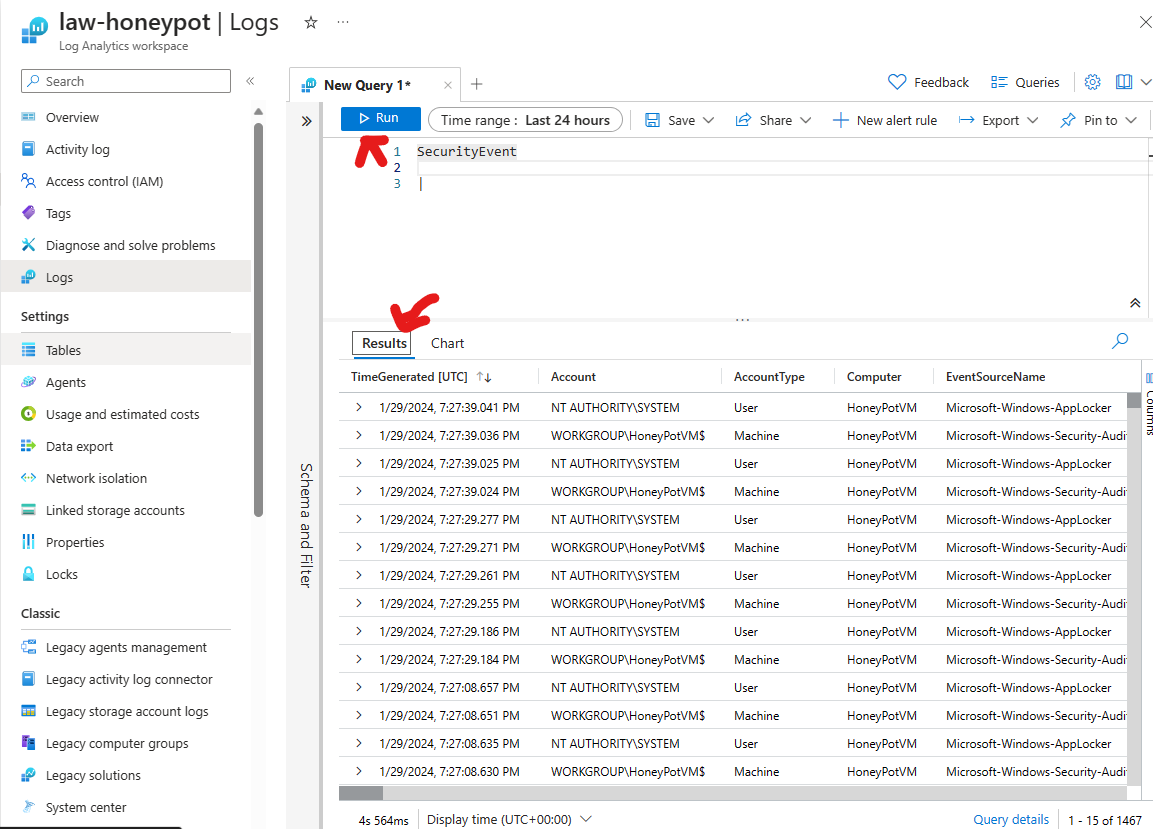 law-honeypot | Logs
Log Analytics workspace
Search
Overview
Activity log
Access control (IAM)
Tags
Diagnose and solve problems
Logs
Settings
Tables
Agents
Usage and estimated costs
Data export
Network isolation
Linked storage accounts
Properties
Locks
Classic
Legacy agents management
Legacy activity log connector
Legacy storage account logs
Legacy computer groups
Legacy solutions
System center
New Query 1*
Feedback
Queries
Run
Time range : Last 24 hours
Save
Share
New alert rule
Export
Pin to
1 SecurityEvent
2
3
Schema and Filter
Results Chart
TimeGenerated [UTC] Account AccountType Computer EventSourceName
1/29/2024, 7:27:39.041 PM NT AUTHORITY\SYSTEM User HoneyPotVM Microsoft-Windows-AppLocker
1/29/2024, 7:27:39.036 PM WORKGROUP\HoneyPotVM$ Machine HoneyPotVM Microsoft-Windows-Security-Audi
1/29/2024, 7:27:39.025 PM NT AUTHORITY\SYSTEM User HoneyPotVM Microsoft-Windows-AppLocker
1/29/2024, 7:27:39.024 PM WORKGROUP\HoneyPotVM$ Machine HoneyPotVM Microsoft-Windows-Security-Audi
1/29/2024, 7:27:29.277 PM NT AUTHORITY\SYSTEM User HoneyPotVM Microsoft-Windows-AppLocker
1/29/2024, 7:27:29.271 PM WORKGROUP\HoneyPotVM$ Machine HoneyPotVM Microsoft-Windows-Security-Audi
1/29/2024, 7:27:29.261 PM NT AUTHORITY\SYSTEM User HoneyPotVM Microsoft-Windows-AppLocker
1/29/2024, 7:27:29.255 PM WORKGROUP\HoneyPotVM$ Machine HoneyPotVM Microsoft-Windows-Security-Audi
1/29/2024, 7:27:29.186 PM NT AUTHORITY\SYSTEM User HoneyPotVM Microsoft-Windows-AppLocker
1/29/2024, 7:27:29.184 PM WORKGROUP\HoneyPotVM$ Machine HoneyPotVM Microsoft-Windows-Security-Audi
1/29/2024, 7:27:08.657 PM NT AUTHORITY\SYSTEM User HoneyPotVM Microsoft-Windows-AppLocker
1/29/2024, 7:27:08.651 PM WORKGROUP\HoneyPotVM$ Machine HoneyPotVM Microsoft-Windows-Security-Audi
1/29/2024, 7:27:08.635 PM NT AUTHORITY\SYSTEM User HoneyPotVM Microsoft-Windows-AppLocker
1/29/2024, 7:27:08.630 PM WORKGROUP\HoneyPotVM$ Machine HoneyPotVM Microsoft-Windows-Security-Audi
Columns
4s 564ms Display time (UTC+00:00) Query details 1 - 15 of 1467